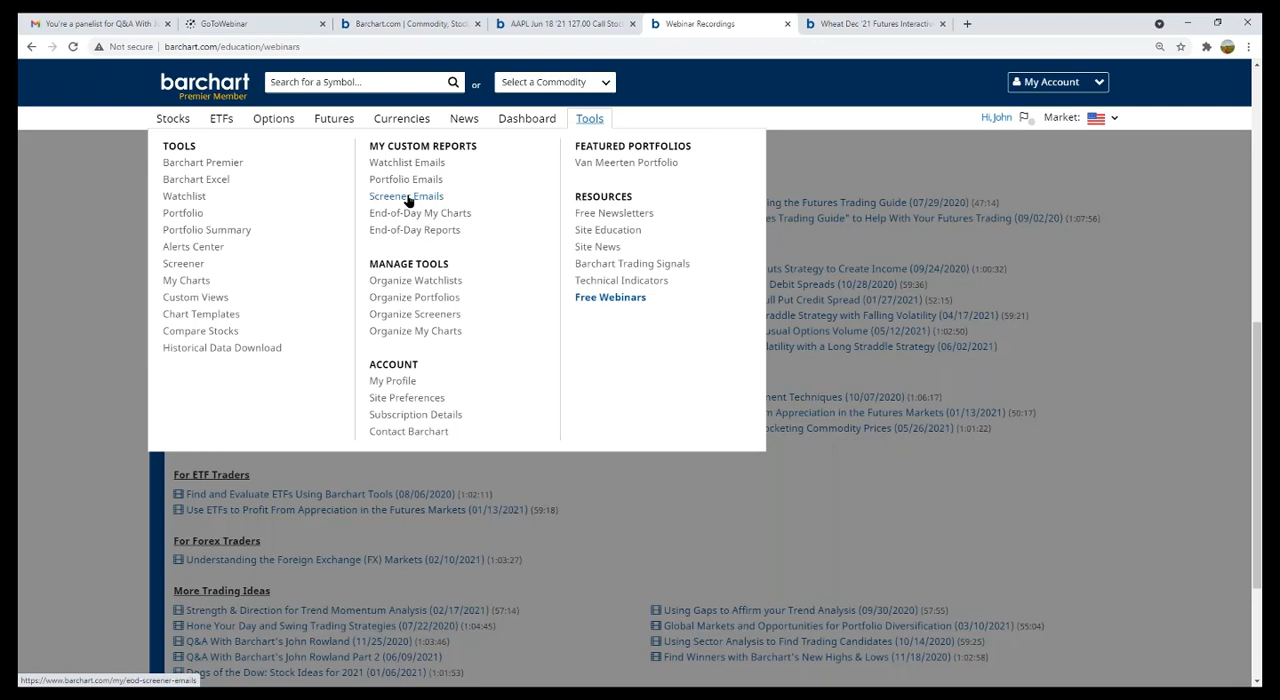 You're a panelist for Q&A With J
GoToWebinar
Barchart.com | Commodity, Stoc
AAPL Jun 18 '21 127.00 Call Stoc
Webinar Recordings
Wheat Dec '21 Futures Interactiv
Not secure | barchart.com/education/webinars
barchart
Premier Member
Search for a Symbol...
or
Select a Commodity
My Account
Stocks ETFs Options Futures Currencies News Dashboard Tools
Hi, John
Market:
TOOLS
Barchart Premier
Barchart Excel
Watchlist
Portfolio
Portfolio Summary
Alerts Center
Screener
My Charts
Custom Views
Chart Templates
Compare Stocks
Historical Data Download
MY CUSTOM REPORTS
Watchlist Emails
Portfolio Emails
Screener Emails
End-of-Day My Charts
End-of-Day Reports
MANAGE TOOLS
Organize Watchlists
Organize Portfolios
Organize Screeners
Organize My Charts
ACCOUNT
My Profile
Site Preferences
Subscription Details
Contact Barchart
FEATURED PORTFOLIOS
Van Meerten Portfolio
RESOURCES
Free Newsletters
Site Education
Site News
Barchart Trading Signals
Technical Indicators
Free Webinars
ing the Futures Trading Guide (07/29/2020) (47:14)
es Trading Guide" to Help With Your Futures Trading (09/02/20) (1:07:56)
uts Strategy to Create Income (09/24/2020) (1:00:32)
Debit Spreads (10/28/2020) (59:36)
ull Put Credit Spread (01/27/2021) (52:15)
raddle Strategy with Falling Volatility (04/17/2021) (59:21)
usual Options Volume (05/12/2021) (1:02:50)
latility with a Long Straddle Strategy (06/02/2021)
ment Techniques (10/07/2020) (1:06:17)
m Appreciation in the Futures Markets (01/13/2021) (50:17)
ocketing Commodity Prices (05/26/2021) (1:01:22)
For ETF Traders
Find and Evaluate ETFs Using Barchart Tools (08/06/2020) (1:02:11)
Use ETFs to Profit From Appreciation in the Futures Markets (01/13/2021) (59:18)
For Forex Traders
Understanding the Foreign Exchange (FX) Markets (02/10/2021) (1:03:27)
More Trading Ideas
Strength & Direction for Trend Momentum Analysis (02/17/2021) (57:14)
Hone Your Day and Swing Trading Strategies (07/22/2020) (1:04:45)
Q&A With Barchart's John Rowland (11/25/2020) (1:03:46)
Q&A With Barchart's John Rowland Part 2 (06/09/2021)
Dogs of the Dow: Stock Ideas for 2021 (01/06/2021) (1:01:53)
Using Gaps to Affirm your Trend Analysis (09/30/2020) (57:55)
Global Markets and Opportunities for Portfolio Diversification (03/10/2021) (55:04)
Using Sector Analysis to Find Trading Candidates (10/14/2020) (59:25)
Find Winners with Barchart's New Highs & Lows (11/18/2020) (1:02:58)
https://www.barchart.com/my/eod-screener-emails